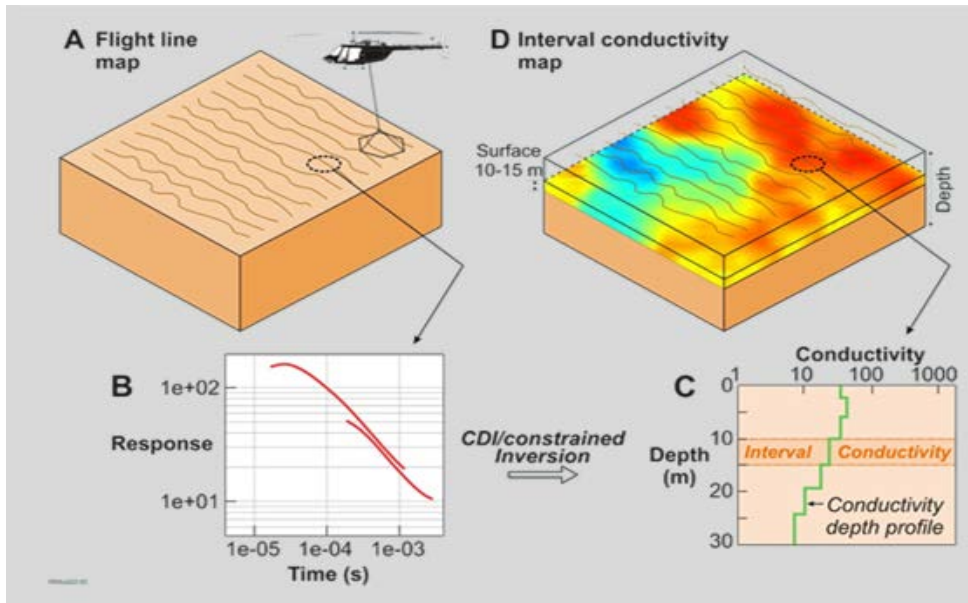 A Flight line
map
D Interval conductivity
map
Surface
10-15 m
Depth
B
Response
1e+02
1e+01
1e-05 1e-04 1e-03
Time (s)
CDI/constrained
Inversion
C
Conductivity
1 10 100 1000
Depth
(m)
0
10
20
30
Interval Conductivity
Conductivity
depth profile